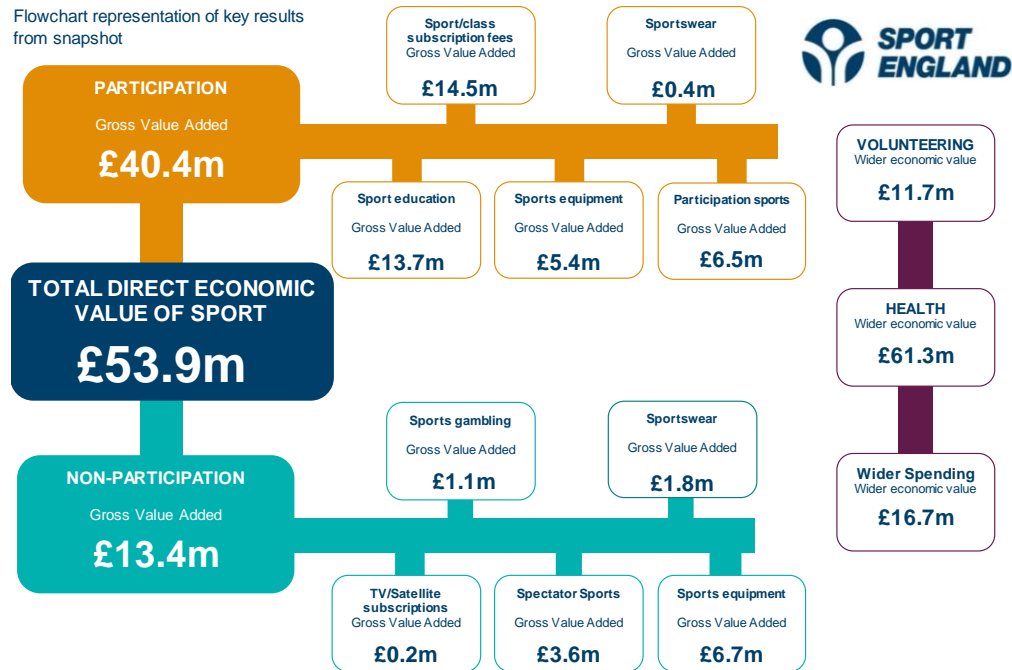 Flowchart representation of key results
from snapshot
SPORT
ENGLAND
PARTICIPATION
Gross Value Added
£40.4m
Sport/class
subscription fees
Gross Value Added
£14.5m
Sportswear
Gross Value Added
£0.4m
Sport education
Gross Value Added
£13.7m
Sports equipment
Gross Value Added
£5.4m
Participation sports
Gross Value Added
£6.5m
TOTAL DIRECT ECONOMIC
VALUE OF SPORT
£53.9m
NON-PARTICIPATION
Gross Value Added
£13.4m
Sports gambling
Gross Value Added
£1.1m
Sportswear
Gross Value Added
£1.8m
TV/Satellite
subscriptions
Gross Value Added
£0.2m
Spectator Sports
Gross Value Added
£3.6m
Sports equipment
Gross Value Added
£6.7m
VOLUNTEERING
Wider economic value
£11.7m
HEALTH
Wider economic value
£61.3m
Wider Spending
Wider economic value
£16.7m